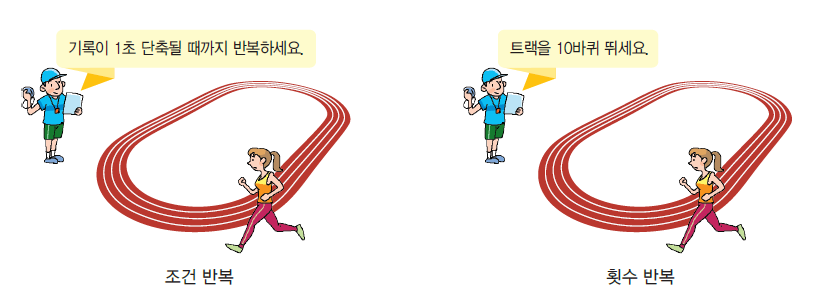 기록이 1초 단축될 때까지 반복하세요.
트랙을 10바퀴 뛰세요.
조건 반복
횟수 반복